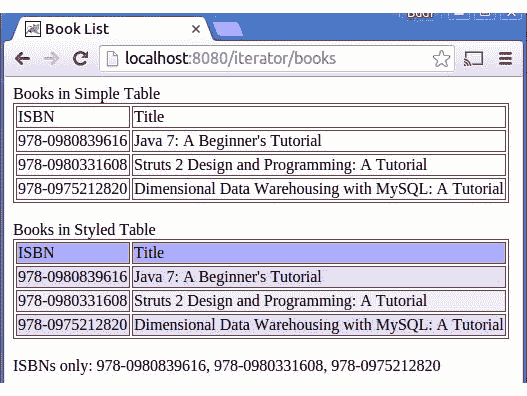 Book List
localhost:8080/iterator/books
Books in Simple Table
ISBN Title
978-0980839616 Java 7: A Beginner's Tutorial
978-0980331608 Struts 2 Design and Programming: A Tutorial
978-0975212820 Dimensional Data Warehousing with MySQL: A Tutorial
Books in Styled Table
ISBN Title
978-0980839616 Java 7: A Beginner's Tutorial
978-0980331608 Struts 2 Design and Programming: A Tutorial
978-0975212820 Dimensional Data Warehousing with MySQL: A Tutorial
ISBNs only: 978-0980839616, 978-0980331608, 978-0975212820